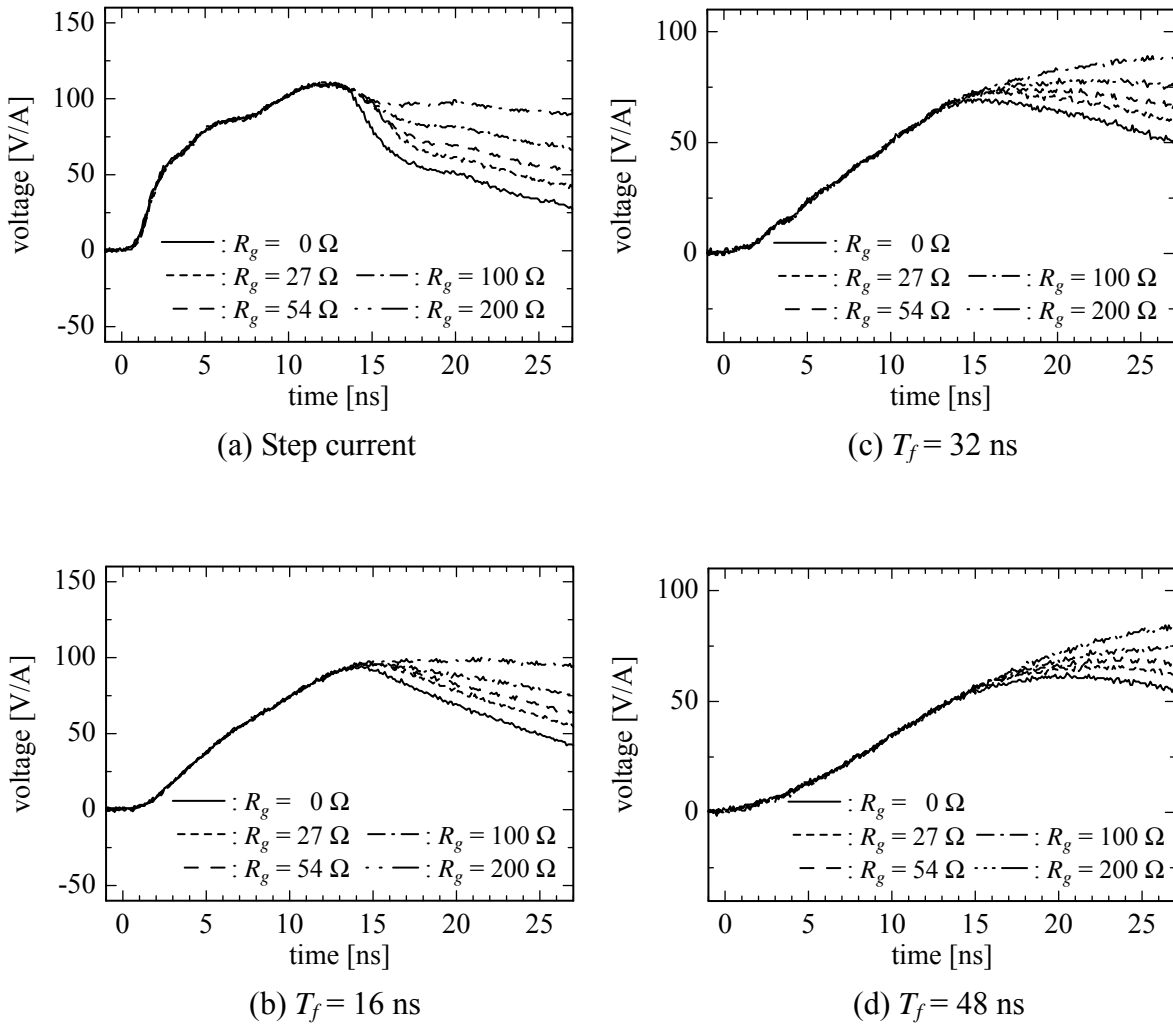 voltage [V/A]
150
100
50
0
-50
: R_g = 0 Ω
: R_g = 27 Ω : R_g = 100 Ω
: R_g = 54 Ω : R_g = 200 Ω
0 5 10 15 20 25
time [ns]
(a) Step current
voltage [V/A]
100
50
0
: R_g = 0 Ω
: R_g = 27 Ω : R_g = 100 Ω
: R_g = 54 Ω : R_g = 200 Ω
0 5 10 15 20 25
time [ns]
(c) T_f = 32 ns
voltage [V/A]
150
100
50
0
-50
: R_g = 0 Ω
: R_g = 27 Ω : R_g = 100 Ω
: R_g = 54 Ω : R_g = 200 Ω
0 5 10 15 20 25
time [ns]
(b) T_f = 16 ns
voltage [V/A]
100
50
0
: R_g = 0 Ω
: R_g = 27 Ω : R_g = 100 Ω
: R_g = 54 Ω : R_g = 200 Ω
0 5 10 15 20 25
time [ns]
(d) T_f = 48 ns